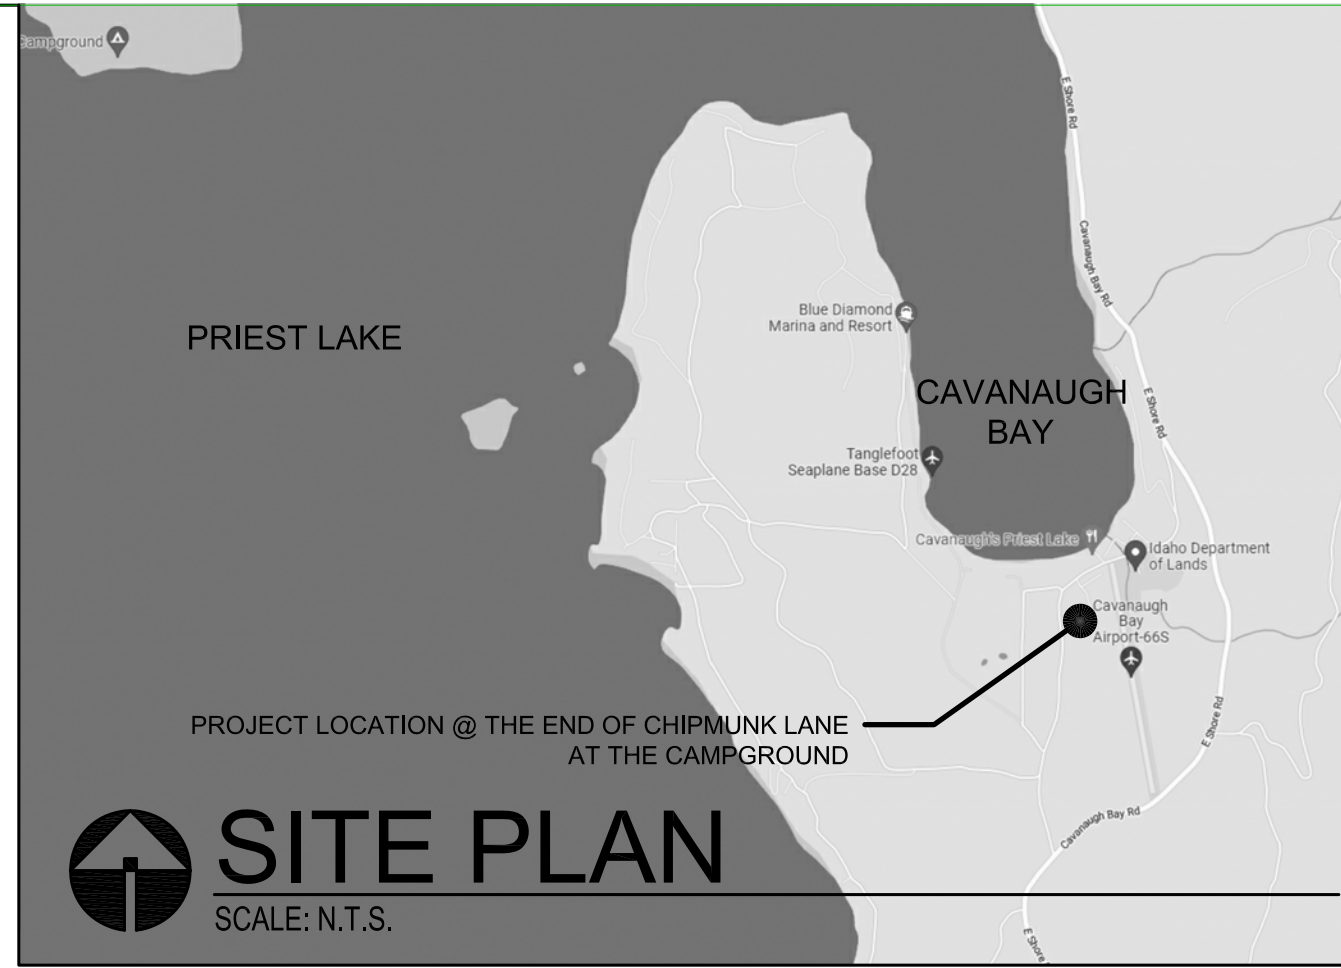 Campground
E Shore Rd
Cavanaugh Bay Rd
Blue Diamond
Marina and Resort
PRIEST LAKE
CAVANAUGH
BAY
E Shore Rd
Tanglefoot
Seaplane Base D28
Cavanaugh's Priest Lake
Idaho Department
of Lands
Cavanaugh
Bay
Airport-66S
PROJECT LOCATION @ THE END OF CHIPMUNK LANE
AT THE CAMPGROUND
E Shore Rd
Cavanaugh Bay Rd
SITE PLAN
SCALE: N.T.S.
E Shore